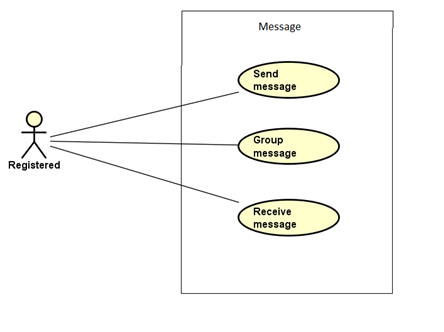 Message
Send
message
Group
message
Registered
Receive
message